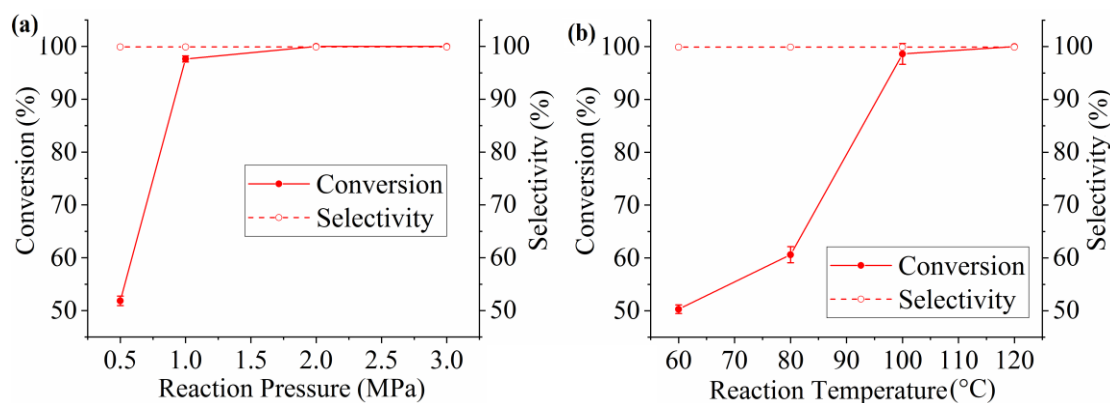 (a)
100
90
80
70
60
50
Conversion (%)
Conversion
Selectivity
100
90
80
70
60
50
Selectivity (%)
0.5 1.0 1.5 2.0 2.5 3.0
Reaction Pressure (MPa)
(b)
100
90
80
70
60
50
Conversion (%)
Conversion
Selectivity
100
90
80
70
60
50
Selectivity (%)
60 70 80 90 100 110 120
Reaction Temperature (°C)